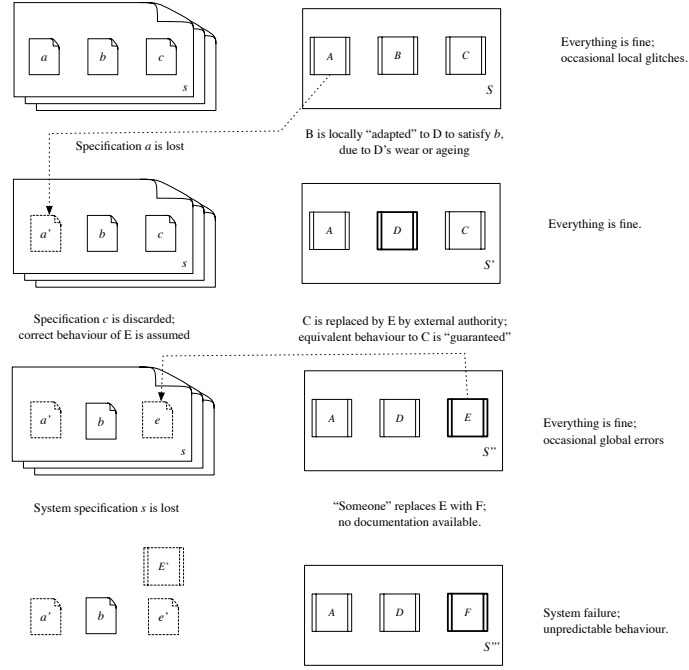 a
b
c
s
A
B
C
S
Everything is fine;
occasional local glitches.
Specification a is lost
B is locally “adapted” to D to satisfy b,
due to D’s wear or ageing
a'
b
c
s
A
D
C
S’
Everything is fine.
Specification c is discarded;
correct behaviour of E is assumed
C is replaced by E by external authority;
equivalent behaviour to C is “guaranteed”
a'
b
e
s
A
D
E
S’’
Everything is fine;
occasional global errors
System specification s is lost
“Someone” replaces E with F;
no documentation available.
E’
a'
b
e’
A
D
F
S’’’
System failure;
unpredictable behaviour.